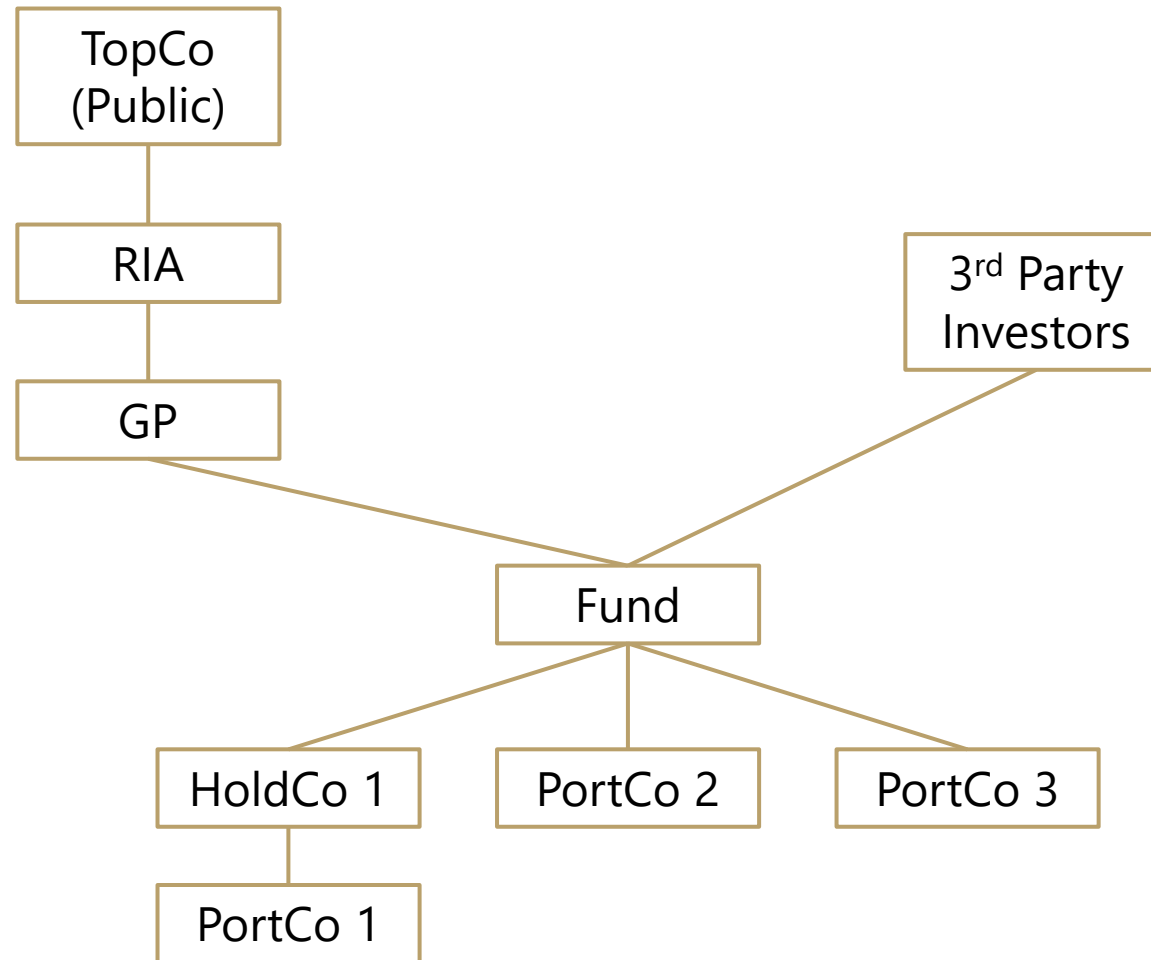 TopCo
(Public)
RIA
3rd Party
Investors
GP
Fund
HoldCo 1
PortCo 2
PortCo 3
PortCo 1